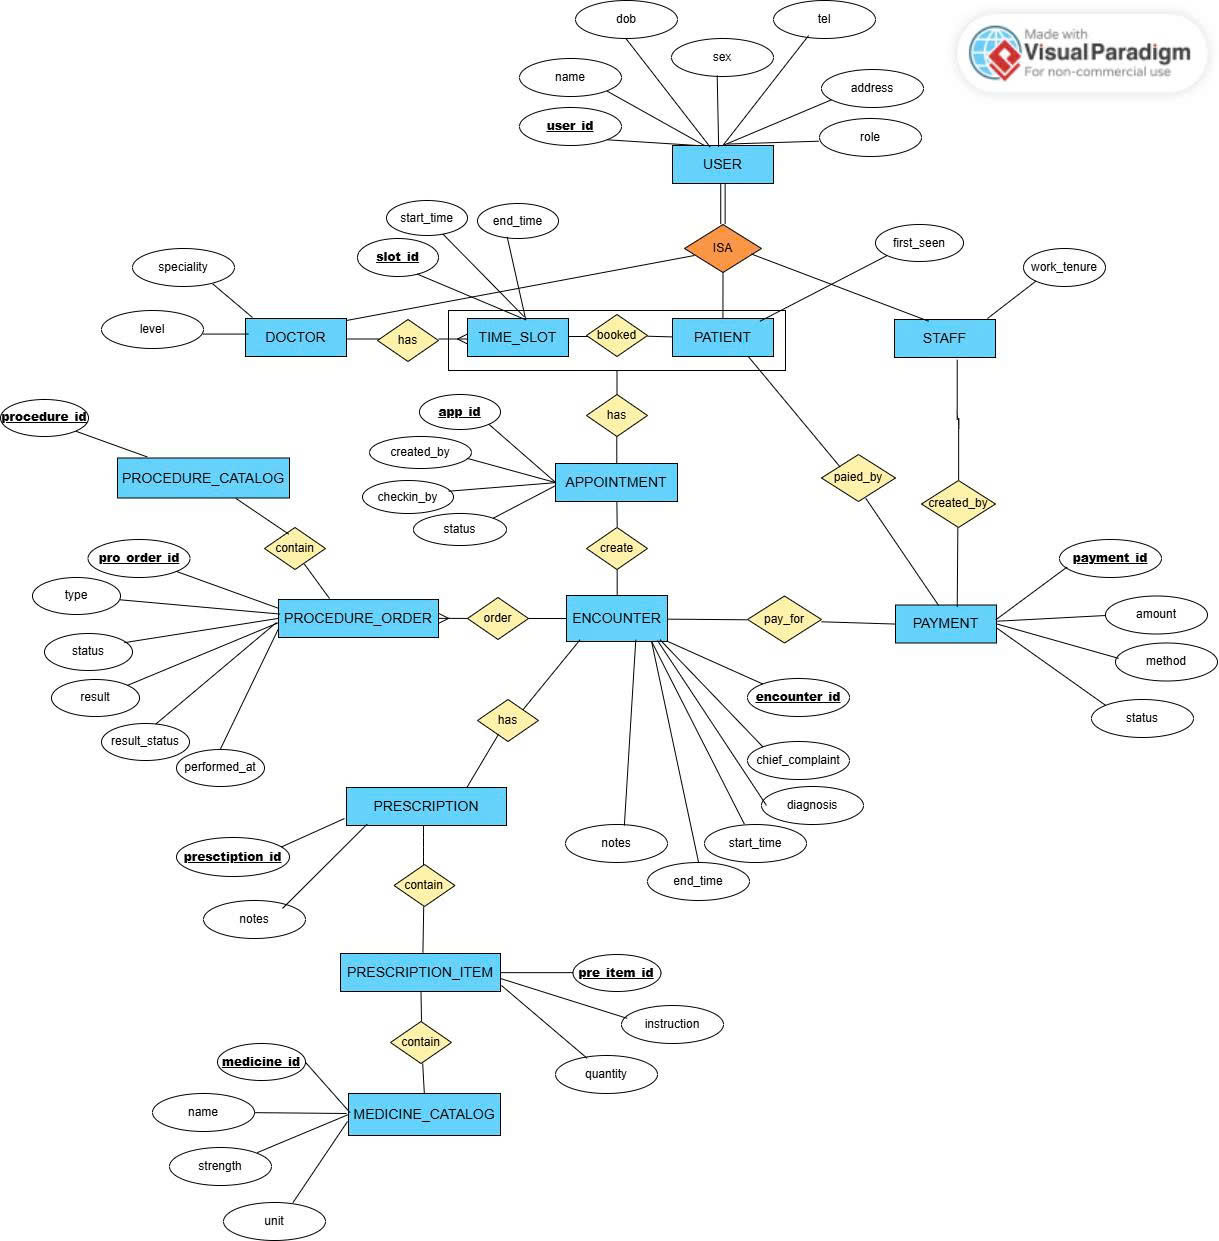 dob
tel
Made with
VisualParadigm
For non-commercial use
sex
name
address
user_id
role
USER
start_time
end_time
slot_id
ISA
first_seen
speciality
work_tenure
level
DOCTOR
has
TIME_SLOT
booked
PATIENT
STAFF
procedure_id
app_id
has
created_by
PROCEDURE_CATALOG
APPOINTMENT
paied_by
checkin_by
created_by
status
contain
create
pro_order_id
payment_id
type
PROCEDURE_ORDER
order
ENCOUNTER
pay_for
PAYMENT
amount
status
method
result
encounter_id
has
status
result_status
performed_at
chief_complaint
PRESCRIPTION
diagnosis
presctiption_id
notes
start_time
contain
end_time
notes
PRESCRIPTION_ITEM
pre_item_id
instruction
contain
medicine_id
quantity
name
MEDICINE_CATALOG
strength
unit